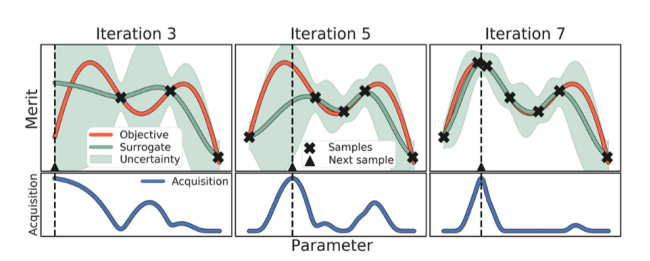 Iteration 3
Iteration 5
Iteration 7
Merit
Objective
Surrogate
Uncertainty
Samples
Next sample
Acquisition
Acquisition
Parameter